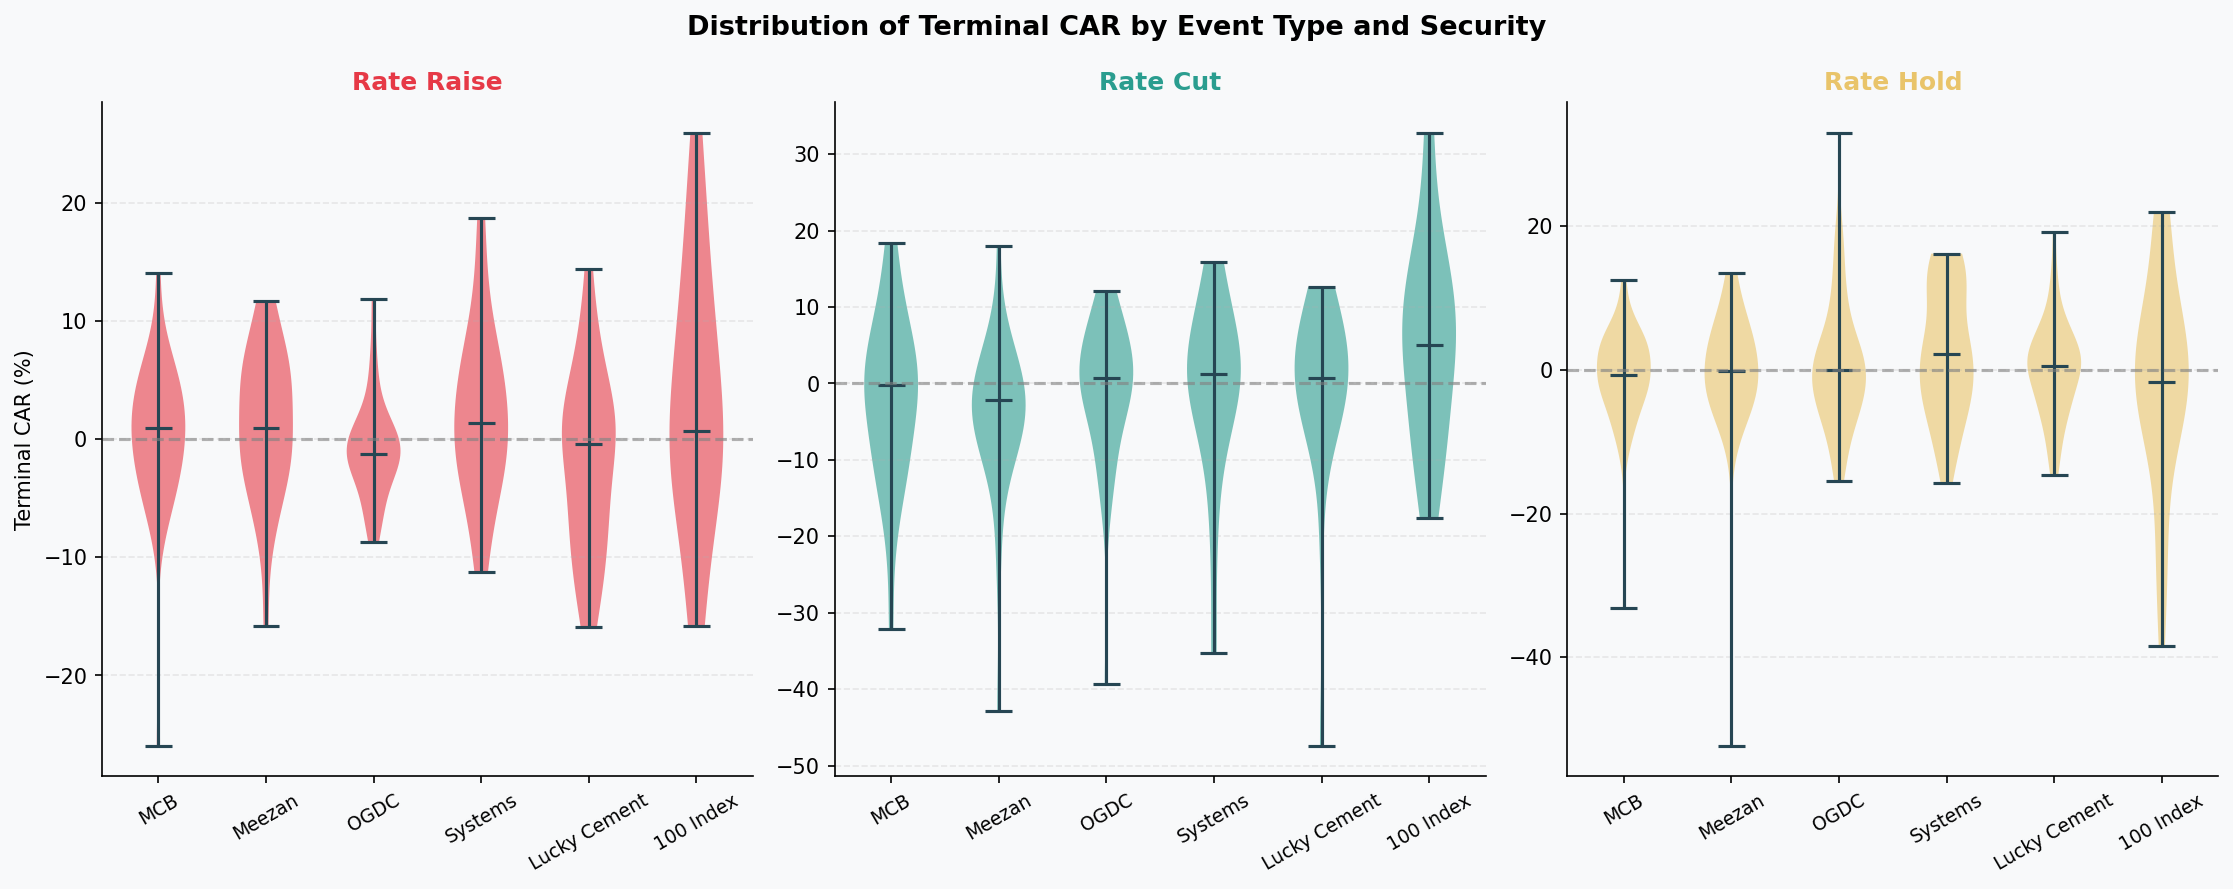 Distribution of Terminal CAR by Event Type and Security
Rate Raise
Terminal CAR (%)
20
10
0
−10
−20
MCB
Meezan
OGDC
Systems
Lucky Cement
100 Index
Rate Cut
30
20
10
0
−10
−20
−30
−40
−50
MCB
Meezan
OGDC
Systems
Lucky Cement
100 Index
Rate Hold
20
0
−20
−40
MCB
Meezan
OGDC
Systems
Lucky Cement
100 Index